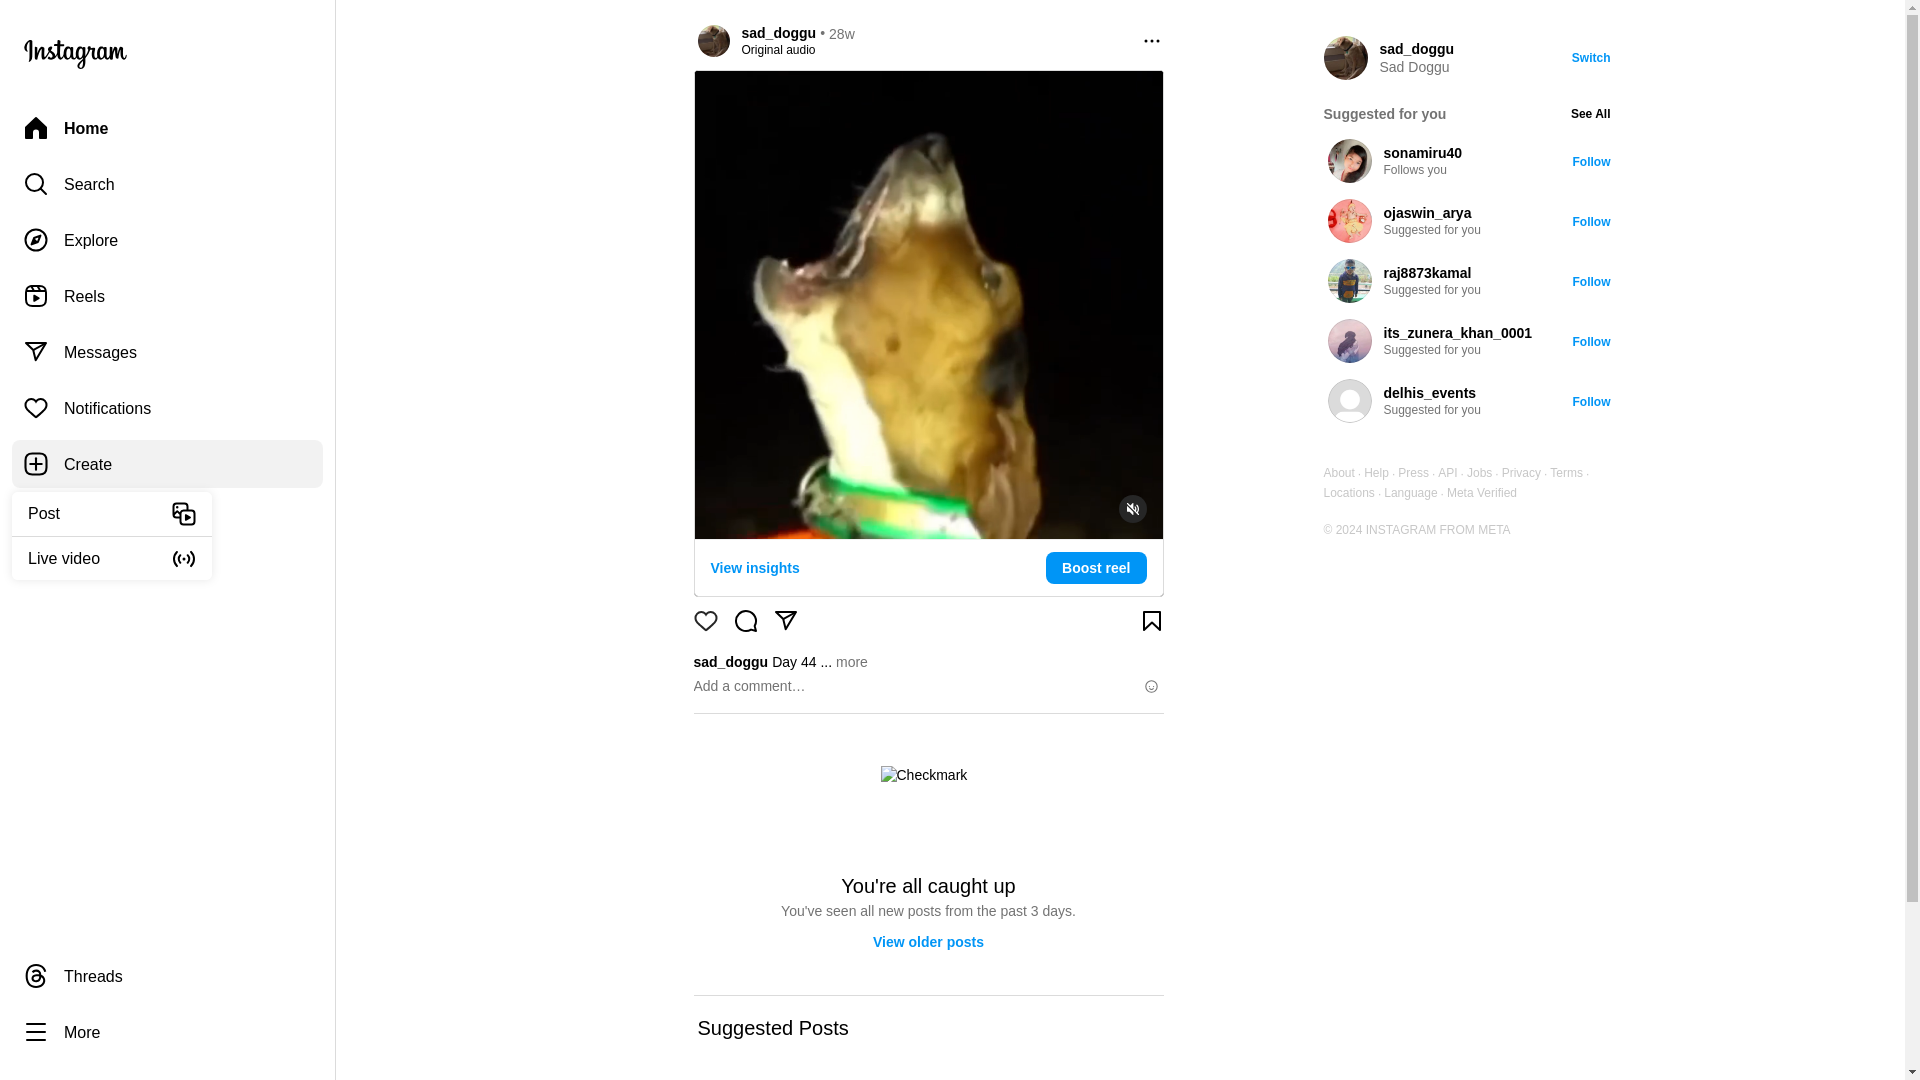 Instagram
Home
Search
Explore
Reels
Messages
Notifications
Create
Post
Live video
Threads
More
sad_doggu • 28w
Original audio
View insights
Boost reel
sad_doggu Day 44 ... more
Add a comment…
Checkmark
You're all caught up
You've seen all new posts from the past 3 days.
View older posts
Suggested Posts
sad_doggu
Sad Doggu
Switch
Suggested for you
See All
sonamiru40
Follows you
Follow
ojaswin_arya
Suggested for you
Follow
raj8873kamal
Suggested for you
Follow
its_zunera_khan_0001
Suggested for you
Follow
delhis_events
Suggested for you
Follow
About · Help · Press · API · Jobs · Privacy · Terms ·
Locations · Language · Meta Verified
© 2024 INSTAGRAM FROM META